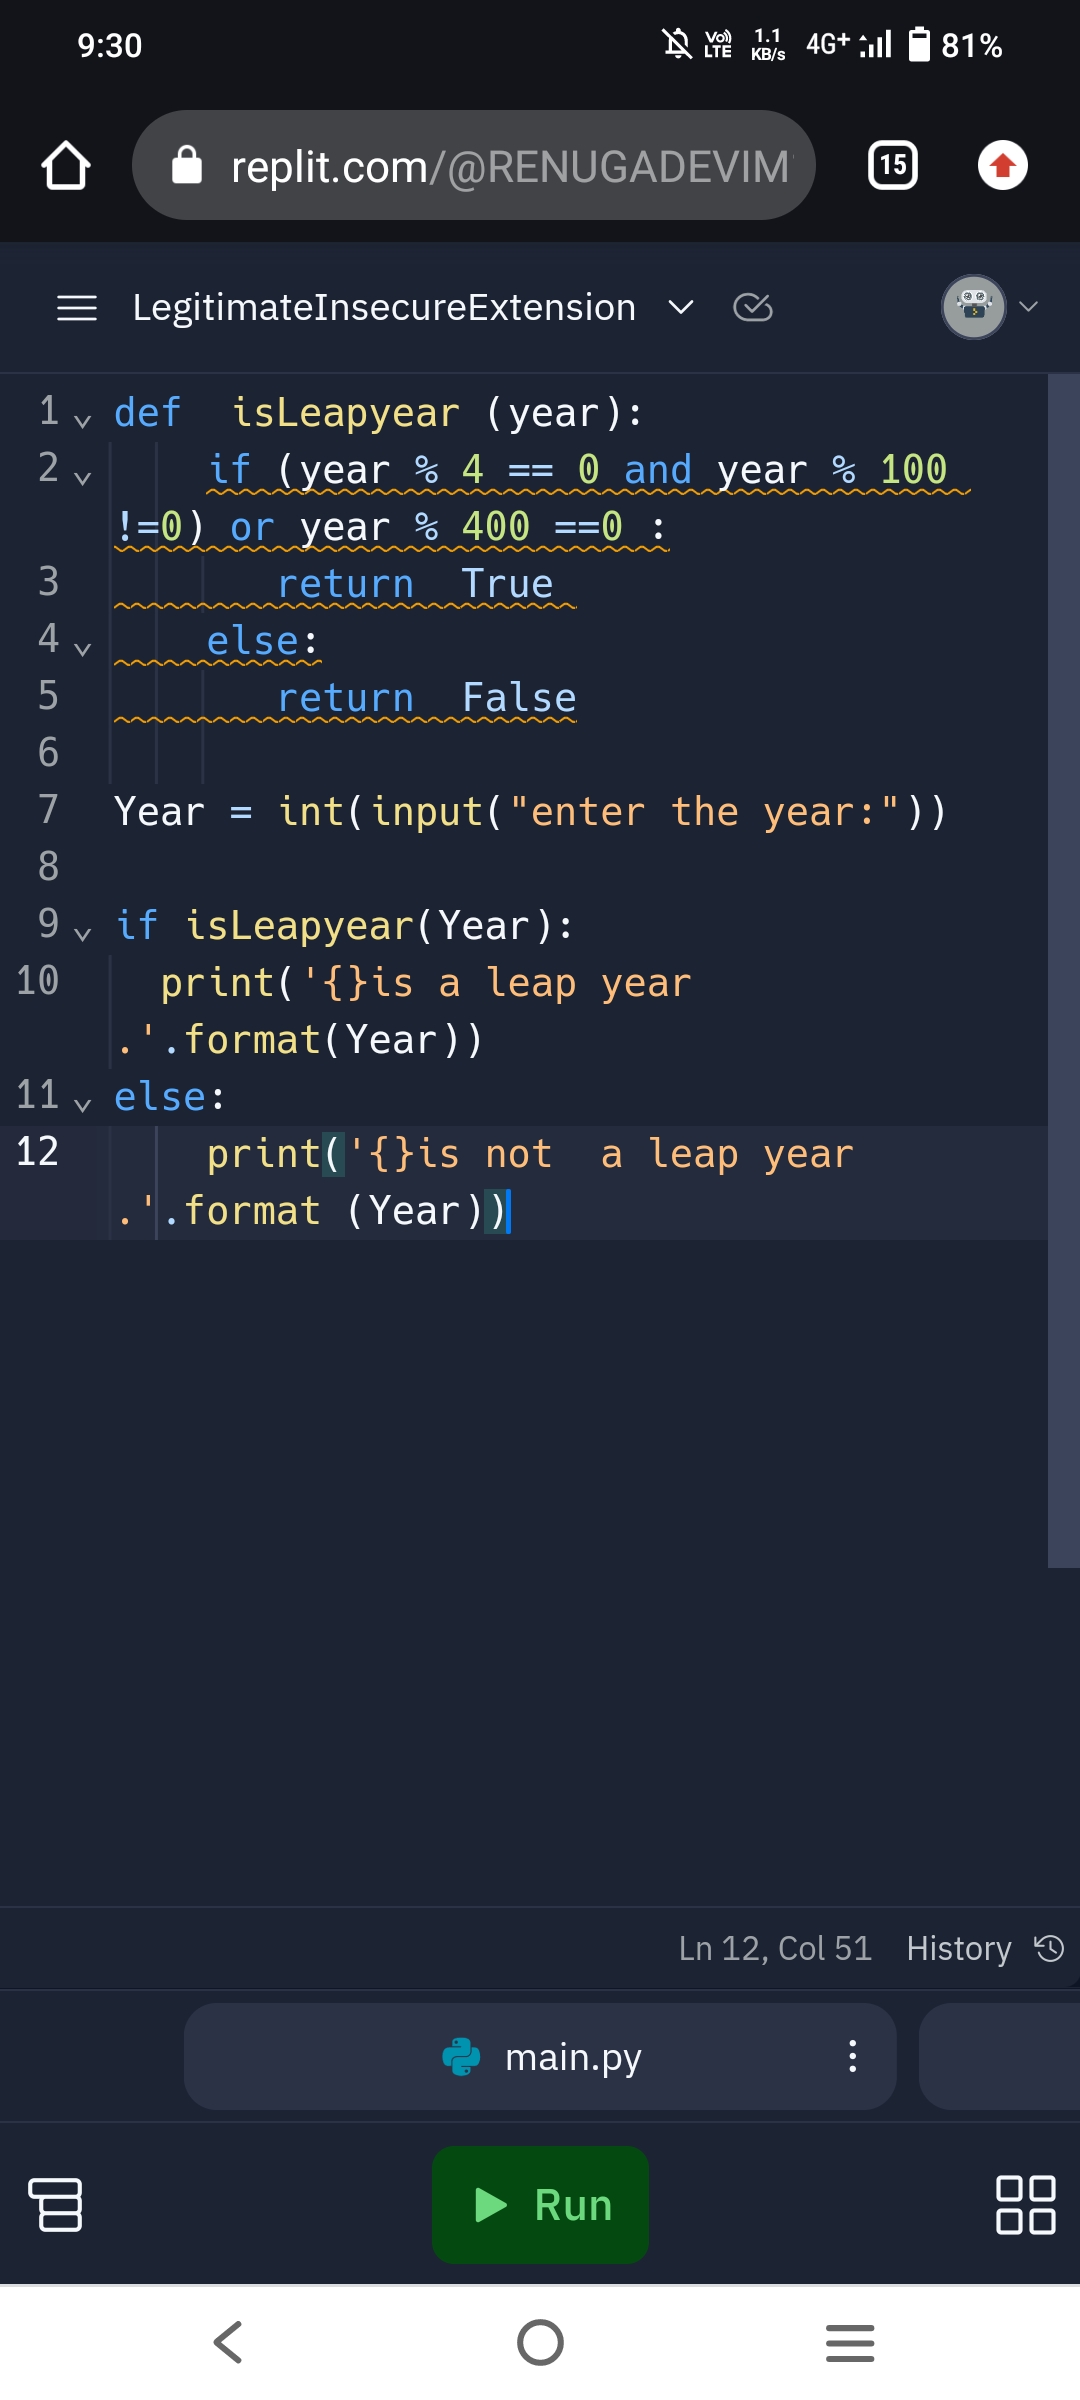 9:30 Vo) LTE 1.1 KB/s 4G+ 81%
replit.com/@RENUGADEVIM 15
LegitimateInsecureExtension
1 def  isLeapyear (year):
2     if (year % 4 == 0 and year % 100
!=0) or year % 400 ==0 :
3        return  True
4     else:
5        return  False
6
7 Year = int(input("enter the year:"))
8
9 if isLeapyear(Year):
10   print('{}is a leap year
.'.format(Year))
11 else:
12     print('{}is not  a leap year
.'.format (Year))
Ln 12, Col 51 History
main.py
Run